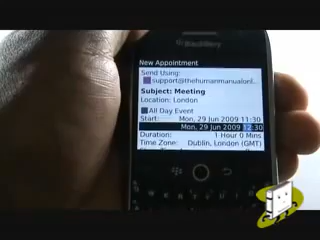 BlackBerry
New Appointment
Send Using:
support@thehumanmanualonl..
Subject: Meeting
Location: London
All Day Event
Start: Mon, 29 Jun 2009 11:30
Mon, 29 Jun 2009 12:30
Duration: 1 Hour 0 Mins
Time Zone: Dublin, London (GMT)